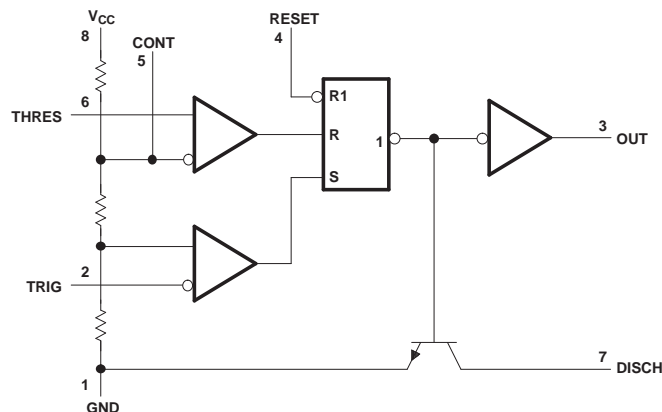 VCC
8
CONT
5
RESET
4
6
THRES
R1
R
1
S
3
OUT
2
TRIG
7
DISCH
1
GND